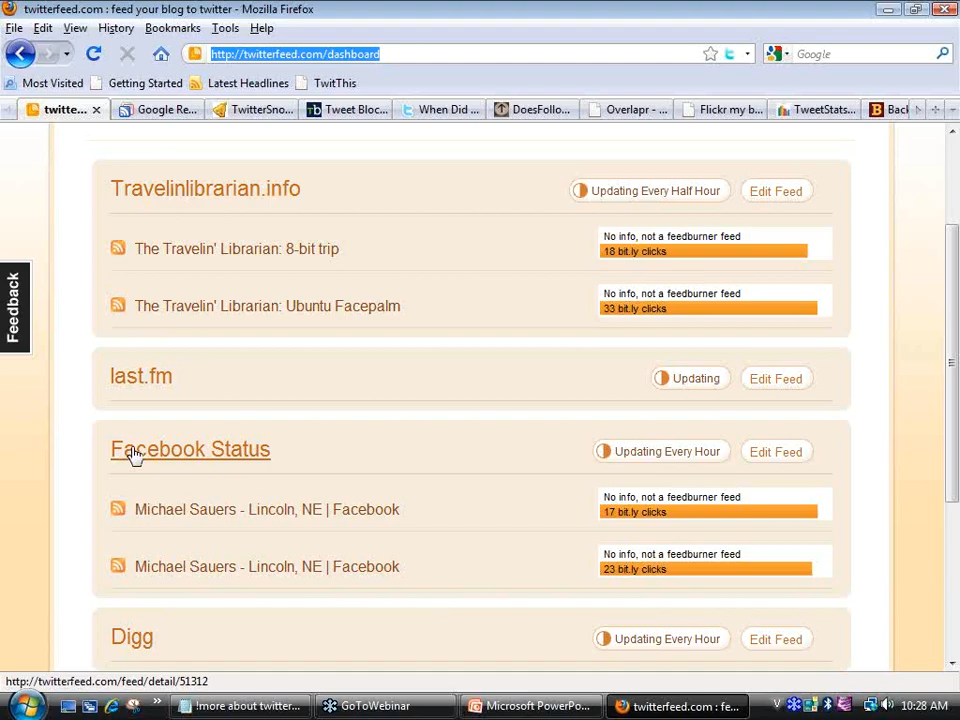 twitterfeed.com : feed your blog to twitter - Mozilla Firefox
File Edit View History Bookmarks Tools Help
http://twitterfeed.com/dashboard
Google
Most Visited Getting Started Latest Headlines TwitThis
twitte... Google Re... TwitterSno... Tweet Bloc... When Did ... DoesFollo... Overlapr - ... Flickr my b... TweetStats... Back
Travelinlibrarian.info
Updating Every Half Hour
Edit Feed
The Travelin' Librarian: 8-bit trip
No info, not a feedburner feed
18 bit.ly clicks
The Travelin' Librarian: Ubuntu Facepalm
No info, not a feedburner feed
33 bit.ly clicks
Feedback
last.fm
Updating
Edit Feed
Facebook Status
Updating Every Hour
Edit Feed
Michael Sauers - Lincoln, NE | Facebook
No info, not a feedburner feed
17 bit.ly clicks
Michael Sauers - Lincoln, NE | Facebook
No info, not a feedburner feed
23 bit.ly clicks
Digg
Updating Every Hour
Edit Feed
http://twitterfeed.com/feed/detail/51312
!more about twitter... GoToWebinar Microsoft PowerPo... twitterfeed.com : fe... 10:28 AM